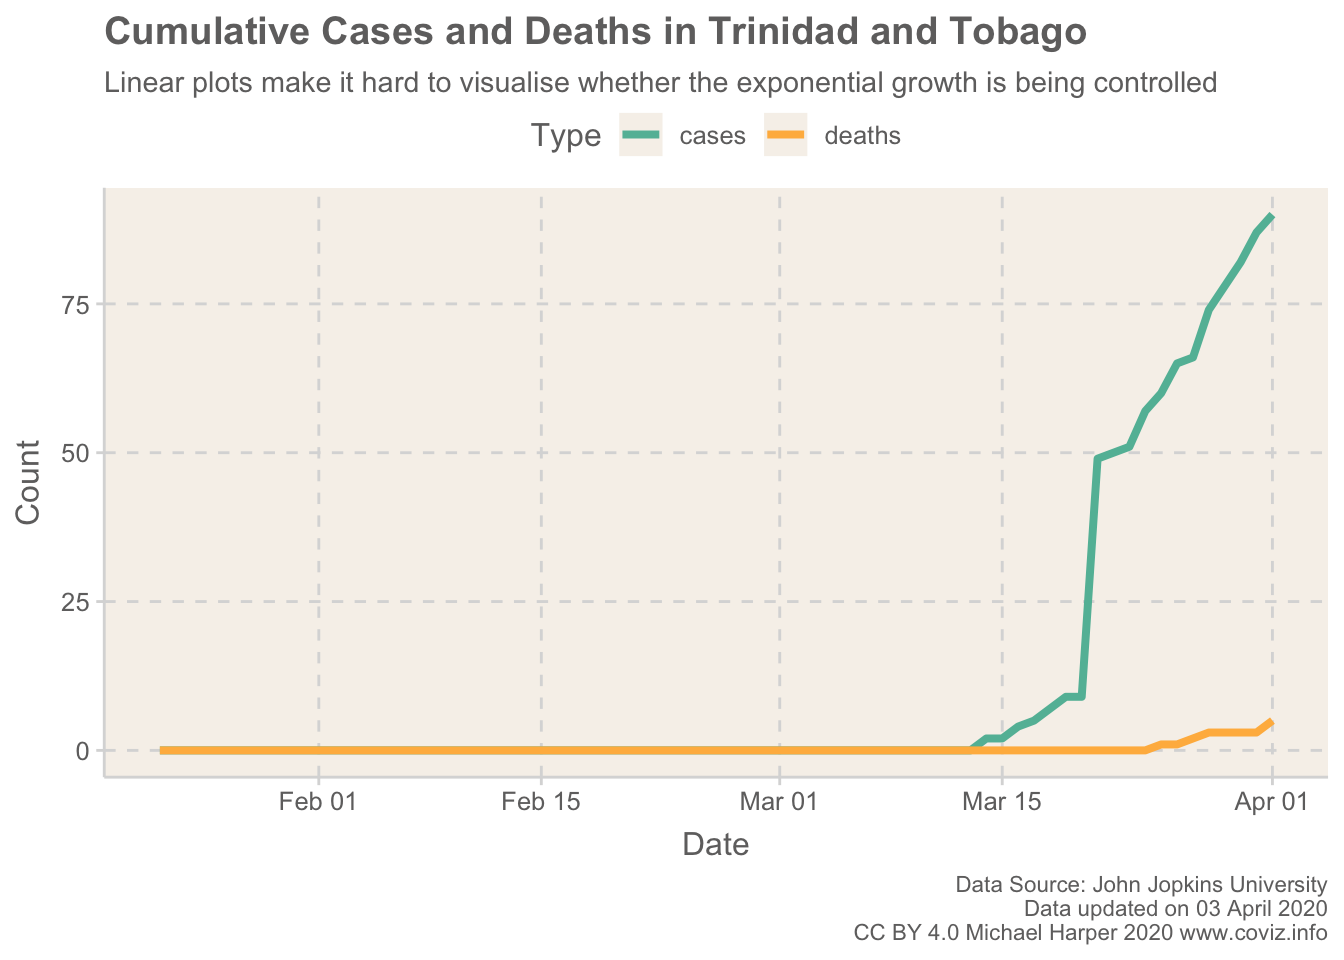 Cumulative Cases and Deaths in Trinidad and Tobago
Linear plots make it hard to visualise whether the exponential growth is being controlled
Type cases deaths
75
50
25
0
Count
Feb 01 Feb 15 Mar 01 Mar 15 Apr 01
Date
Data Source: John Jopkins University
Data updated on 03 April 2020
CC BY 4.0 Michael Harper 2020 www.coviz.info